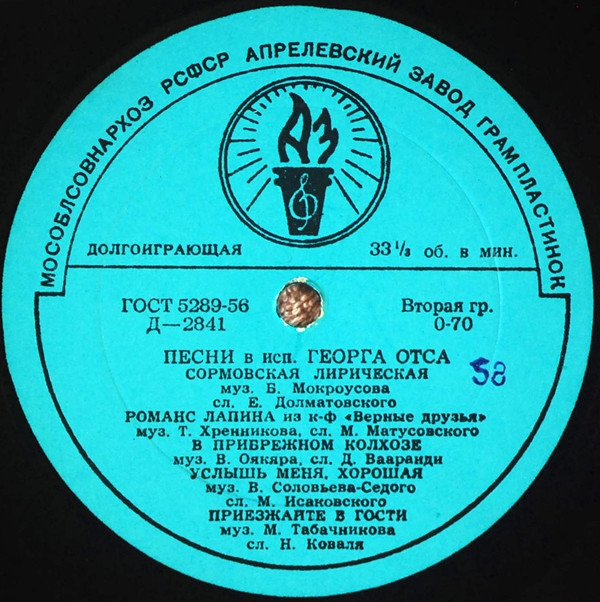 МОСОБЛСОВНАРХОЗ РСФСР АПРЕЛЕВСКИЙ ЗАВОД ГРАМПЛАСТИНОК
АЗ
ДОЛГОИГРАЮЩАЯ 33 1/3 об. в мин.
ГОСТ 5289-56 Вторая гр.
Д—2841 0-70
ПЕСНИ в исп. ГЕОРГА ОТСА
СОРМОВСКАЯ ЛИРИЧЕСКАЯ
58
муз. Б. Мокроусова
сл. Е. Долматовского
РОМАНС ЛАПИНА из к-ф «Верные друзья»
муз. Т. Хренникова, сл. М. Матусовского
В ПРИБРЕЖНОМ КОЛХОЗЕ
муз. В. Оякяра, сл. Д. Вааранди
УСЛЫШЬ МЕНЯ, ХОРОШАЯ
муз. В. Соловьева-Седого
сл. М. Исаковского
ПРИЕЗЖАЙТЕ В ГОСТИ
муз. М. Табачникова
сл. Н. Коваля